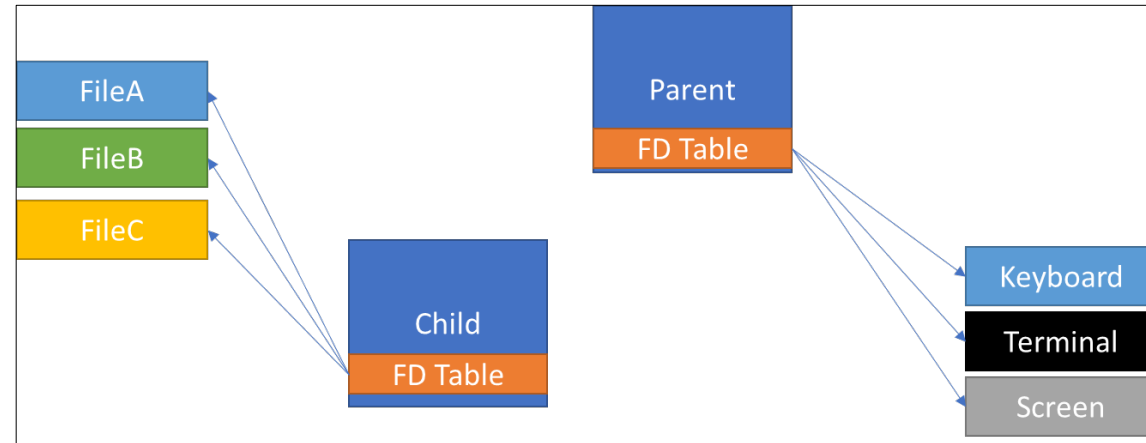 FileA
FileB
FileC
Parent
FD Table
Child
FD Table
Keyboard
Terminal
Screen